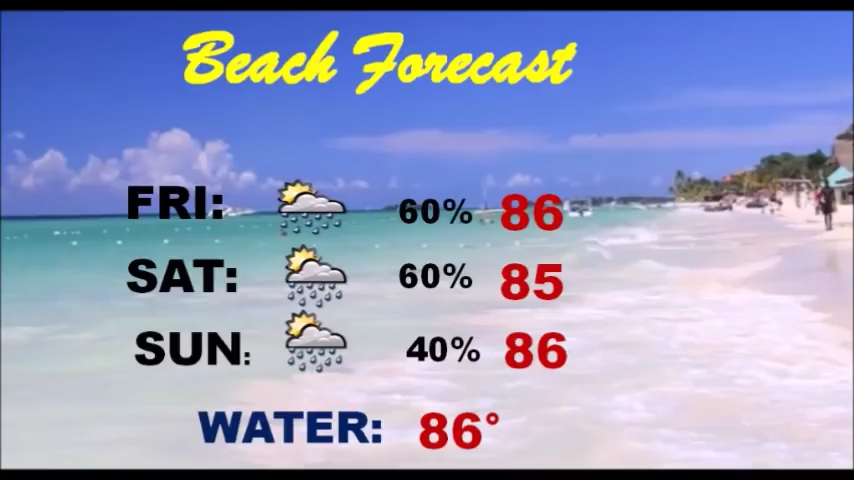 Beach Forecast
FRI: 60% 86
SAT: 60% 85
SUN: 40% 86
WATER: 86°